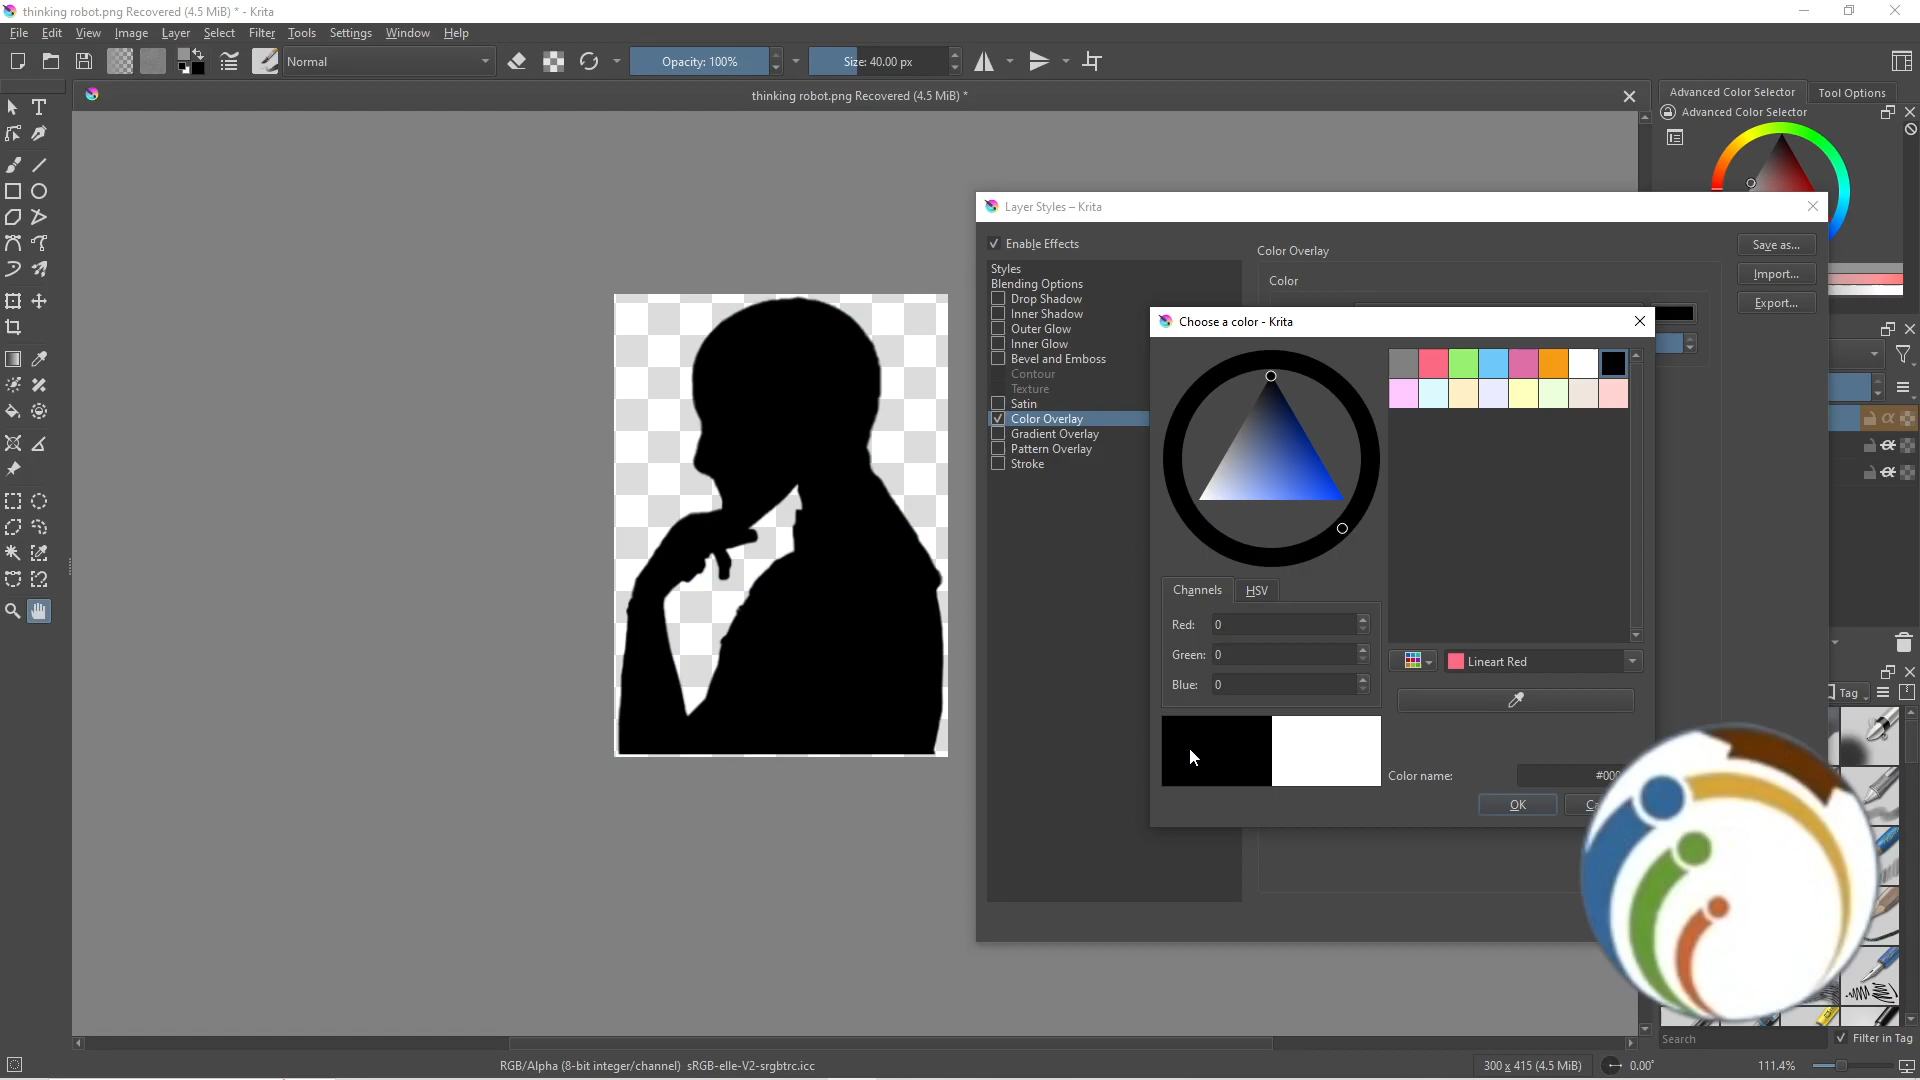 thinking robot.png Recovered (4.5 MiB) * - Krita
File Edit View Image Layer Select Filter Tools Settings Window Help
Normal
Opacity: 100%
Size: 40.00 px
thinking robot.png Recovered (4.5 MiB) *
Advanced Color Selector
Tool Options
Advanced Color Selector
Layer Styles – Krita
Enable Effects
Styles
Blending Options
Drop Shadow
Inner Shadow
Outer Glow
Inner Glow
Bevel and Emboss
Contour
Texture
Satin
Color Overlay
Gradient Overlay
Pattern Overlay
Stroke
Color Overlay
Color
Save as...
Import...
Export...
Choose a color - Krita
Channels
HSV
Red: 0
Green: 0
Blue: 0
Lineart Red
Color name: #000
OK
Tag
Search
Filter in Tag
RGB/Alpha (8-bit integer/channel) sRGB-elle-V2-srgbtrc.icc
300 x 415 (4.5 MiB)
0.00°
111.4%